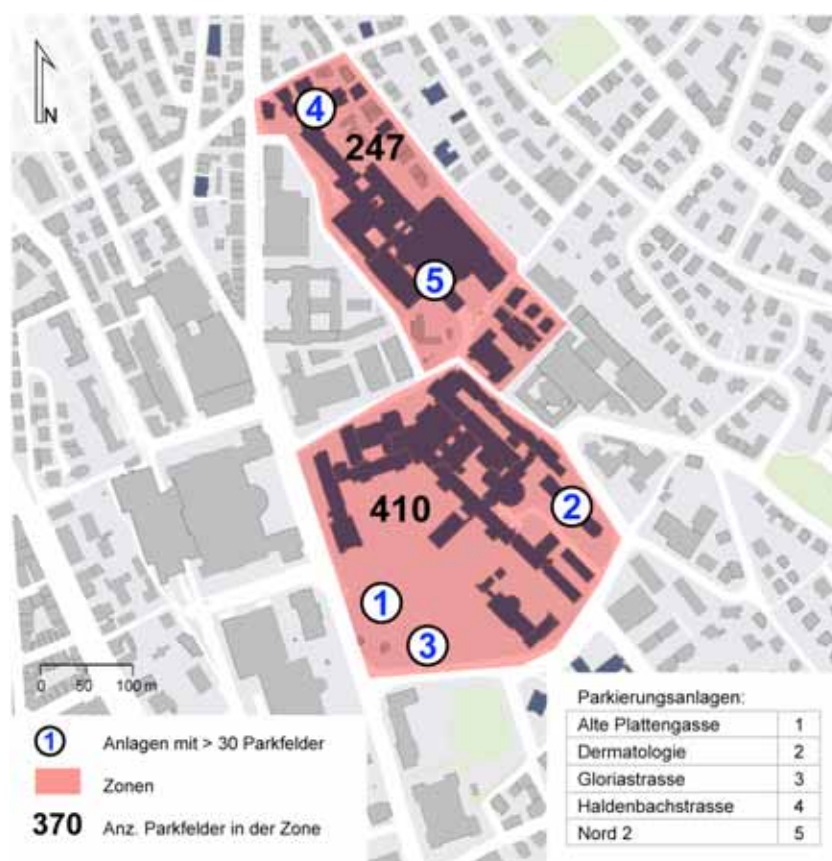 N
4
247
5
410
2
1
3
0 50 100 m
1 Anlagen mit > 30 Parkfelder
Zonen
370 Anz. Parkfelder in der Zone
Parkierungsanlagen:
Alte Plattengasse 1
Dermatologie 2
Gloriastrasse 3
Haldenbachstrasse 4
Nord 2 5